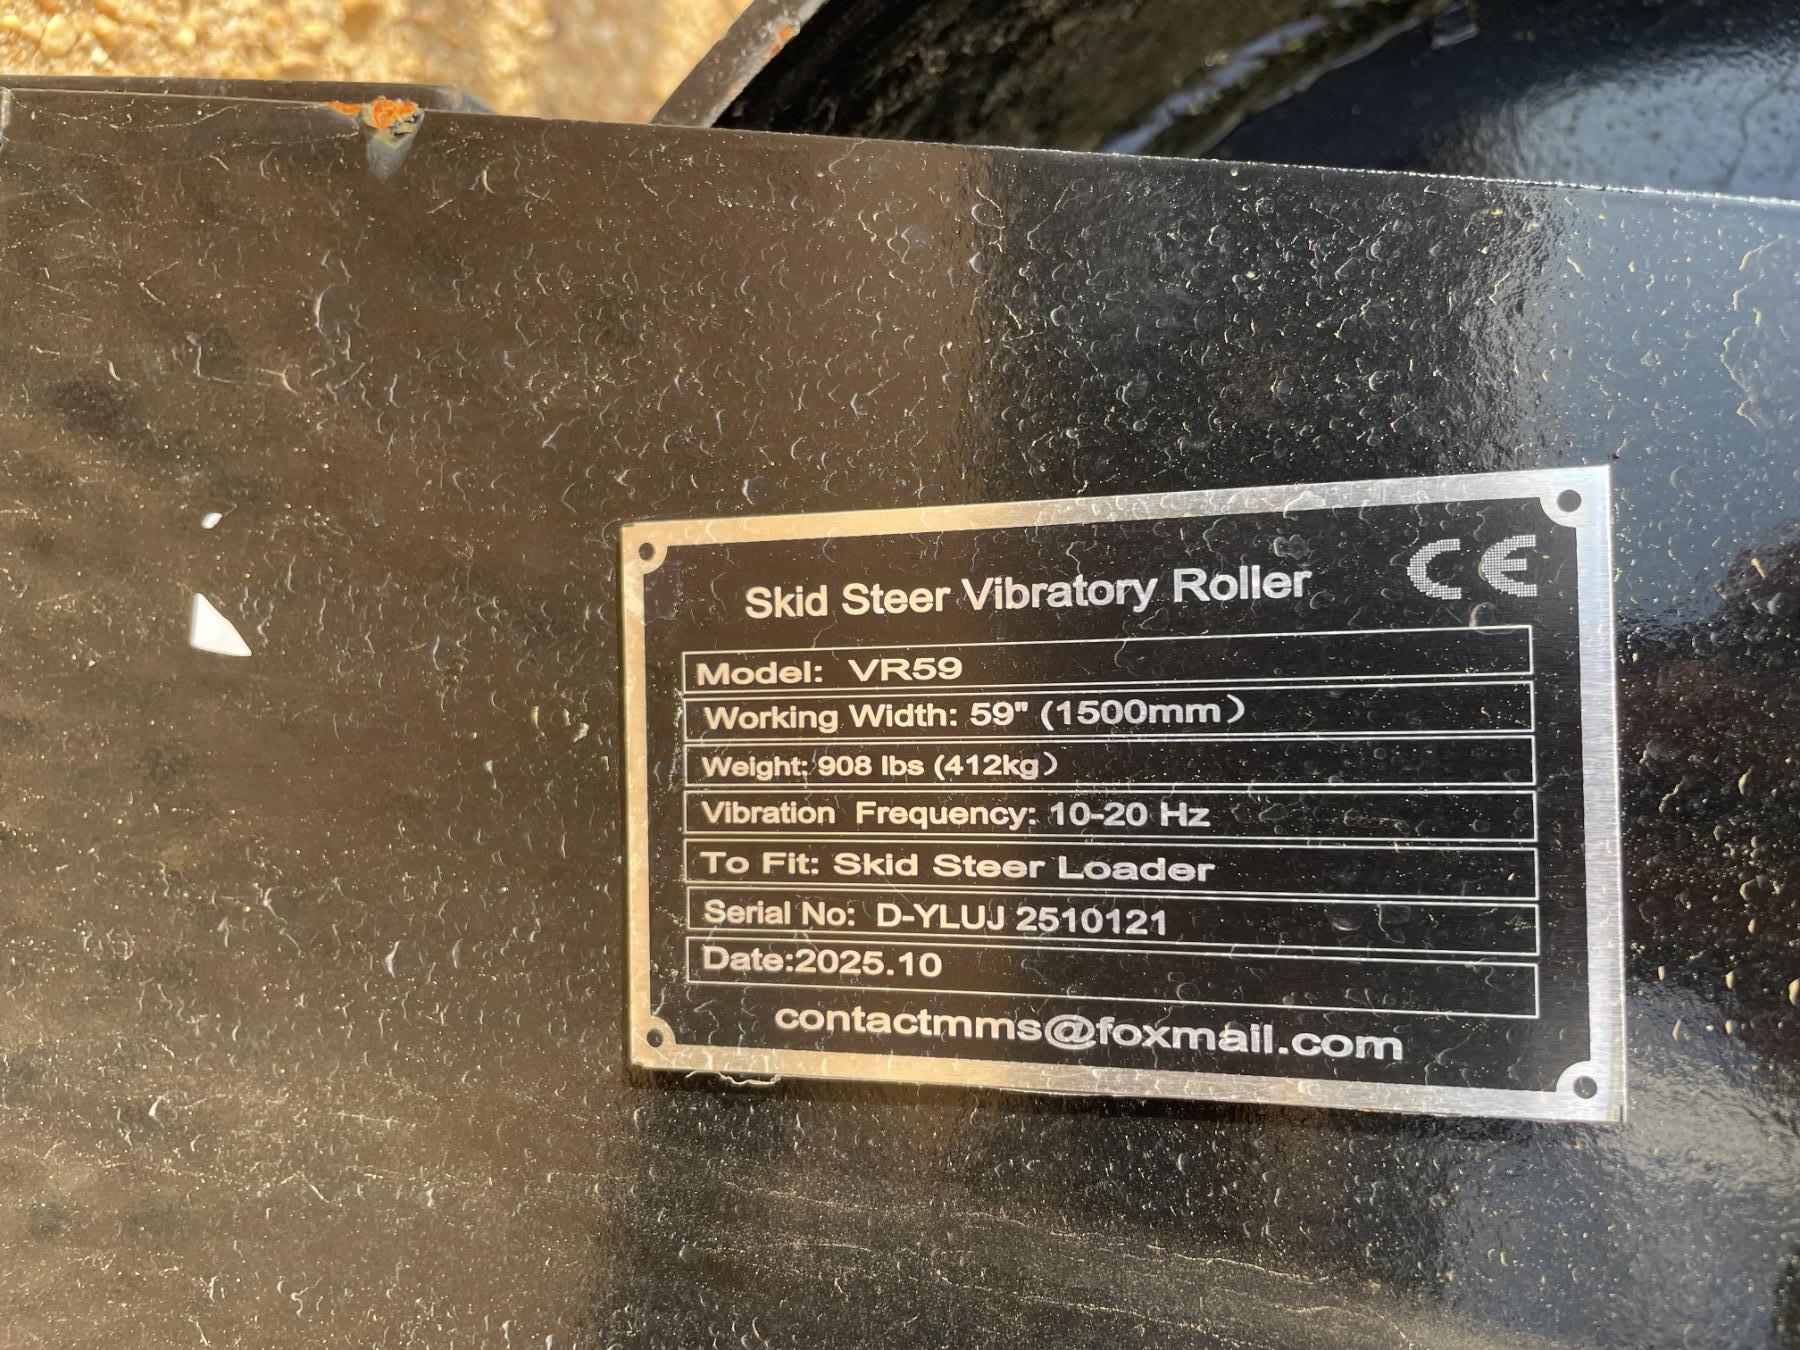 CE
Skid Steer Vibratory Roller
Model: VR59
Working Width: 59" (1500mm)
Weight: 908 lbs (412kg)
Vibration Frequency: 10-20 Hz
To Fit: Skid Steer Loader
Serial No: D-YLUJ 2510121
Date:2025.10
contactmms@foxmail.com